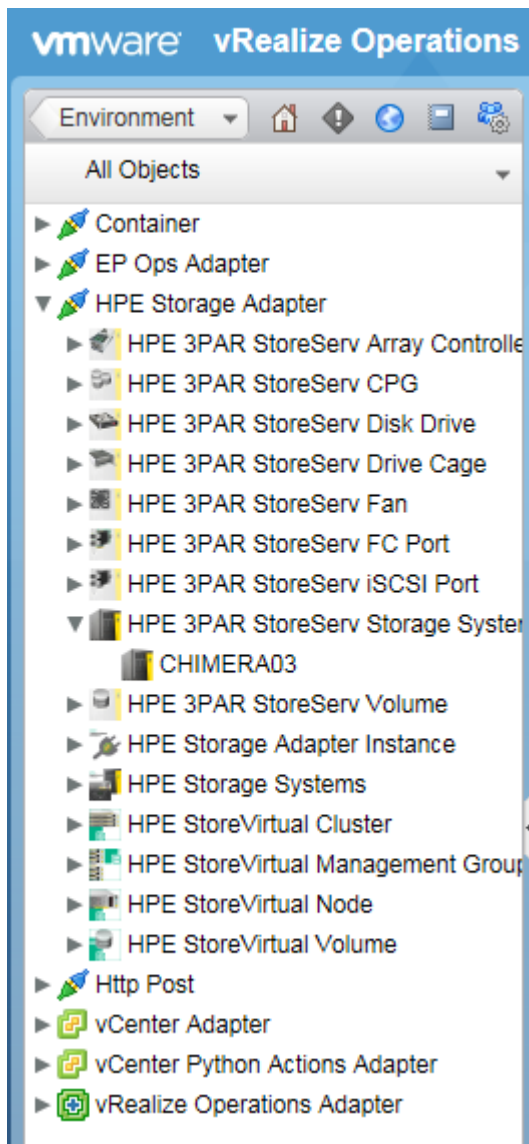 vmware vRealize Operations
Environment
All Objects
Container
EP Ops Adapter
HPE Storage Adapter
HPE 3PAR StoreServ Array Controlle
HPE 3PAR StoreServ CPG
HPE 3PAR StoreServ Disk Drive
HPE 3PAR StoreServ Drive Cage
HPE 3PAR StoreServ Fan
HPE 3PAR StoreServ FC Port
HPE 3PAR StoreServ iSCSI Port
HPE 3PAR StoreServ Storage Syster
CHIMERA03
HPE 3PAR StoreServ Volume
HPE Storage Adapter Instance
HPE Storage Systems
HPE StoreVirtual Cluster
HPE StoreVirtual Management Group
HPE StoreVirtual Node
HPE StoreVirtual Volume
Http Post
vCenter Adapter
vCenter Python Actions Adapter
vRealize Operations Adapter